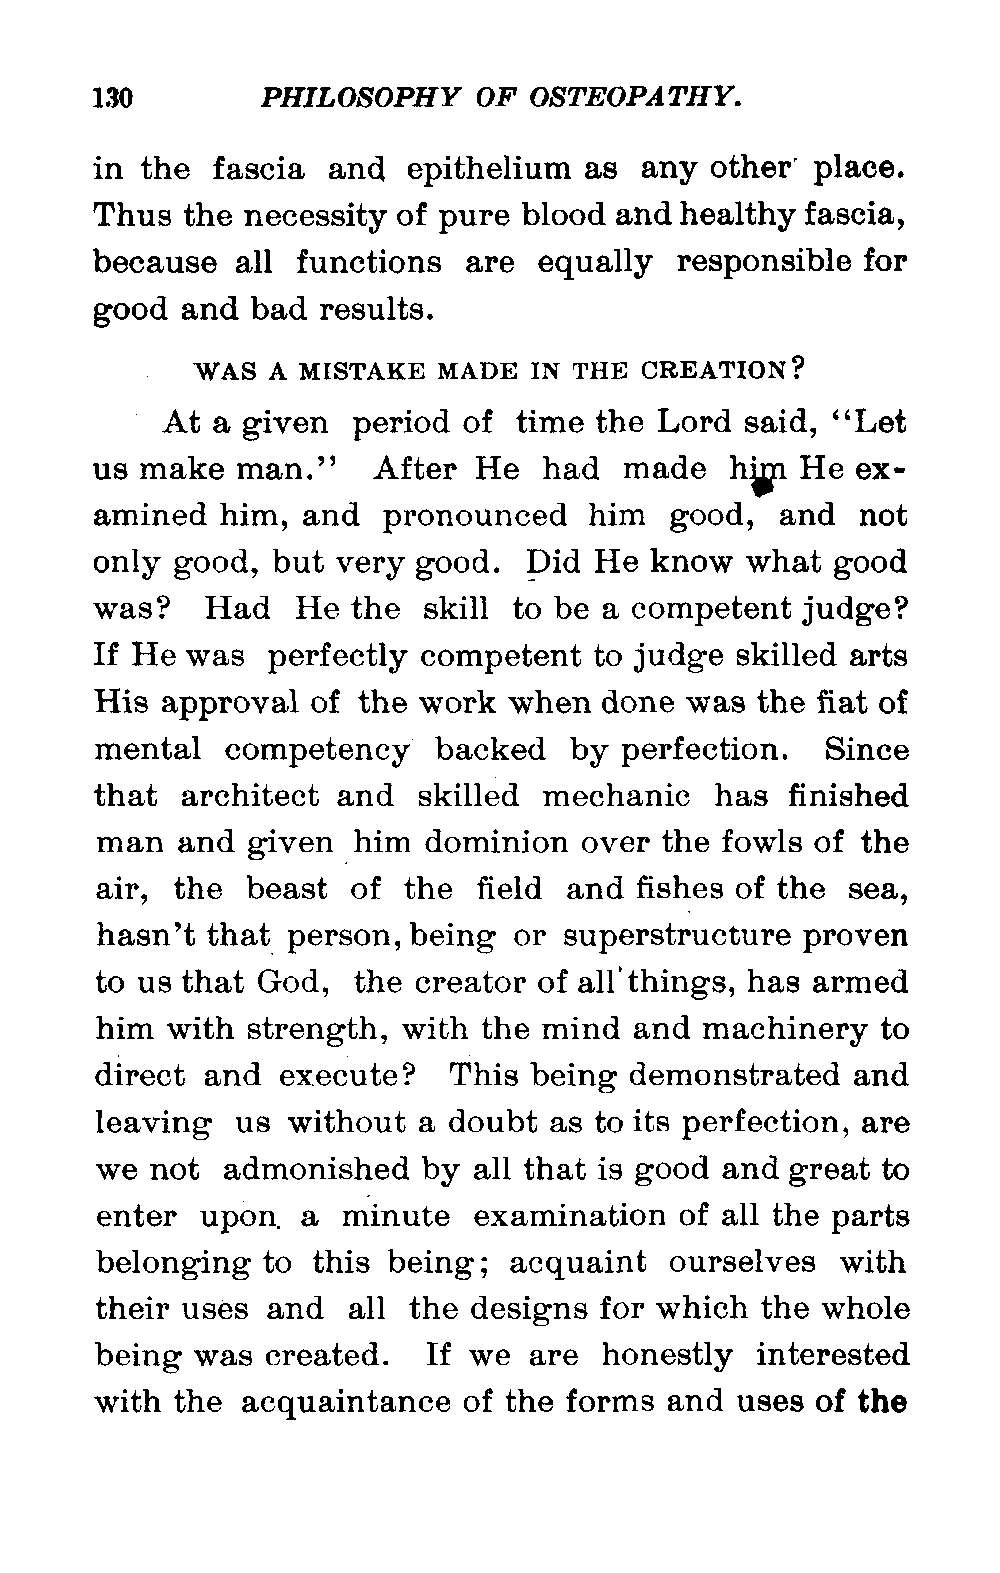 130 PHILOSOPHY OF OSTEOPATHY.
in the fascia and epithelium as any other place.
Thus the necessity of pure blood and healthy fascia,
because all functions are equally responsible for
good and bad results.
WAS A MISTAKE MADE IN THE CREATION?
At a given period of time the Lord said, “Let
us make man.” After He had made him He ex-
amined him, and pronounced him good, and not
only good, but very good. Did He know what good
was? Had He the skill to be a competent judge?
If He was perfectly competent to judge skilled arts
His approval of the work when done was the fiat of
mental competency backed by perfection. Since
that architect and skilled mechanic has finished
man and given him dominion over the fowls of the
air, the beast of the field and fishes of the sea,
hasn’t that person, being or superstructure proven
to us that God, the creator of all things, has armed
him with strength, with the mind and machinery to
direct and execute? This being demonstrated and
leaving us without a doubt as to its perfection, are
we not admonished by all that is good and great to
enter upon a minute examination of all the parts
belonging to this being; acquaint ourselves with
their uses and all the designs for which the whole
being was created. If we are honestly interested
with the acquaintance of the forms and uses of the